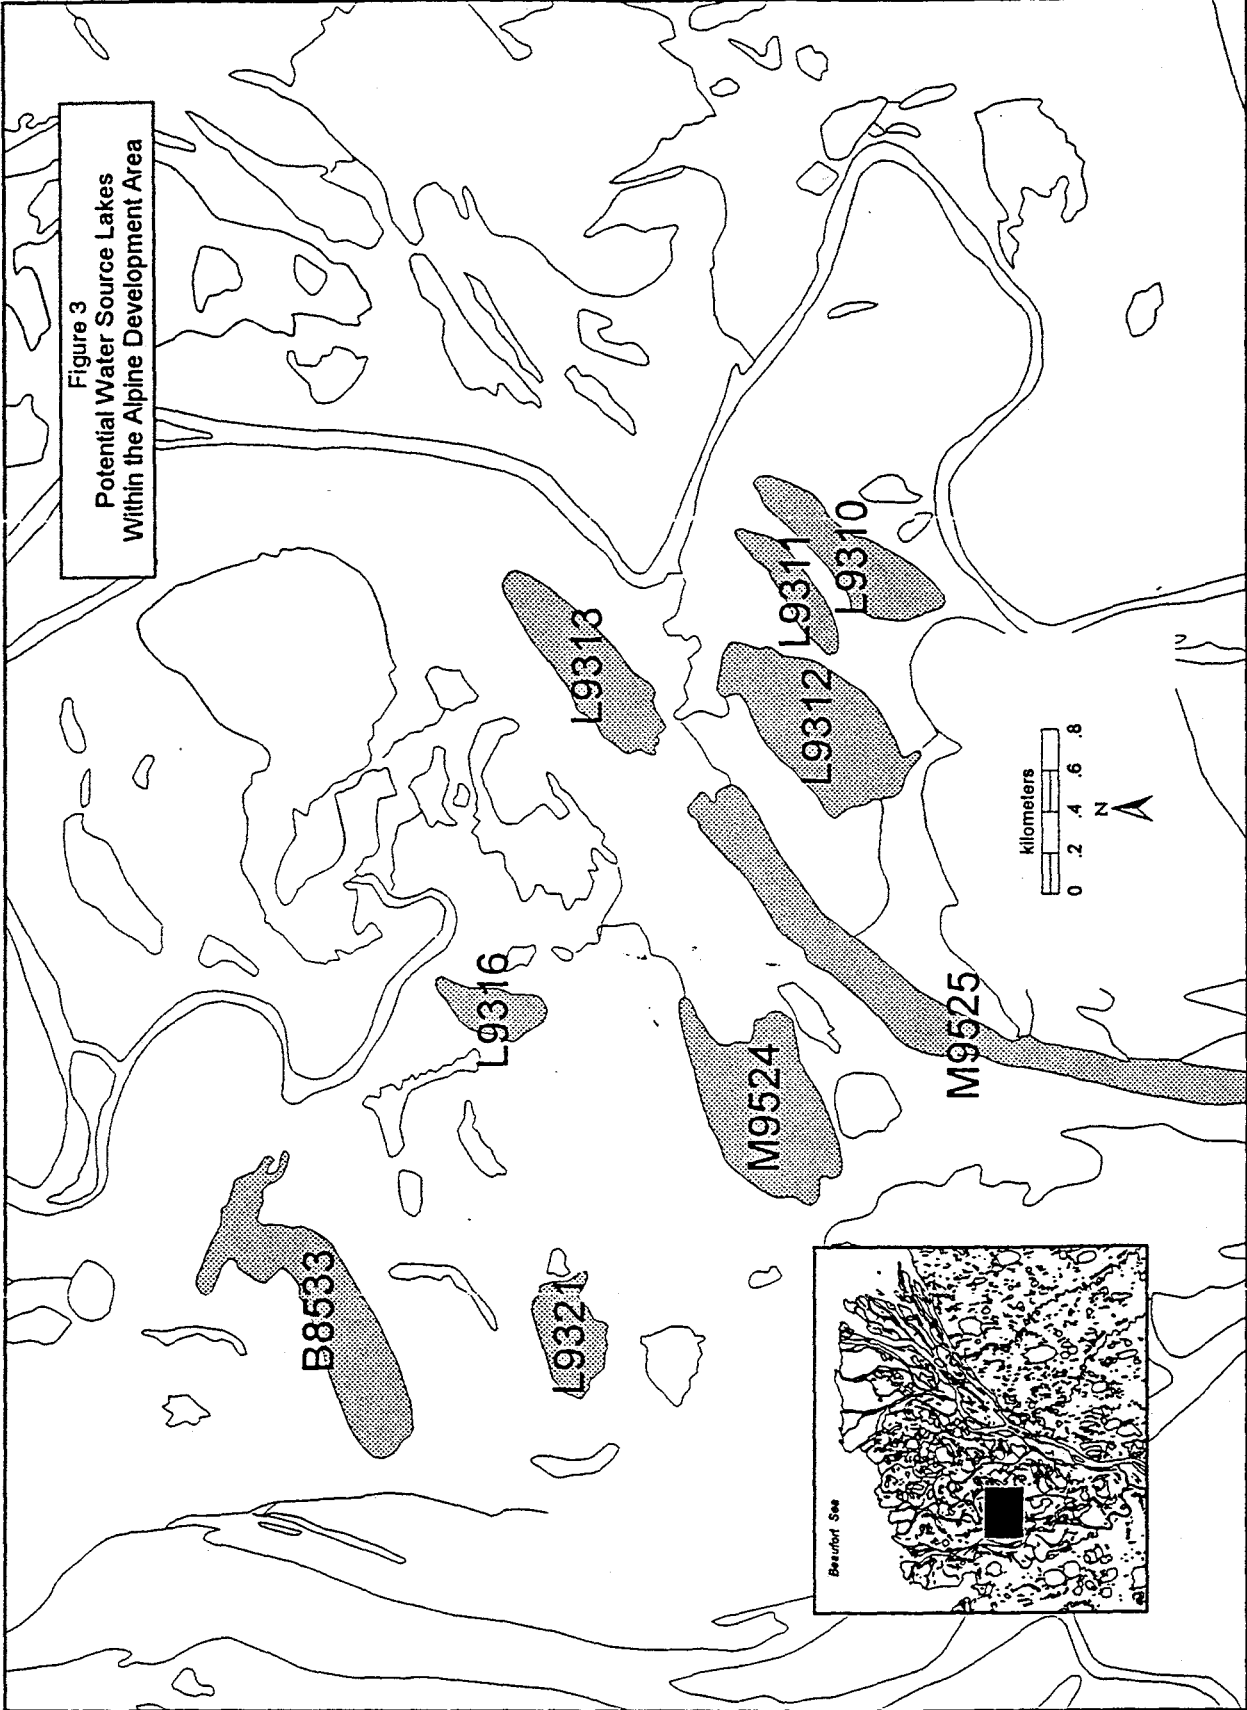 Figure 3
Potential Water Source Lakes
Within the Alpine Development Area
B8533
L9316
L9313
L9321
M9524
L9311
L9312
L9310
M9525
kilometers
0 .2 .4 .6 .8
N
Beaufort Sea